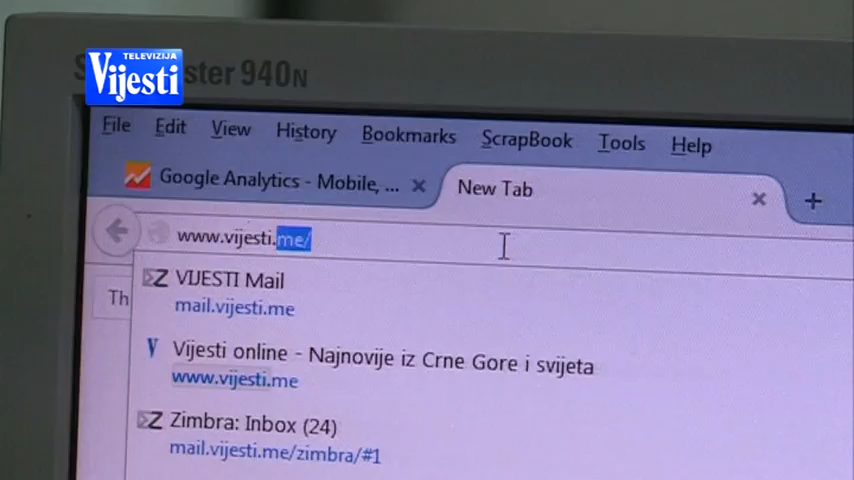 TELEVIZIJA
Vijesti
ster 940N
File Edit View History Bookmarks ScrapBook Tools Help
Google Analytics - Mobile, ...
New Tab
www.vijesti.me/
Th
VIJESTI Mail
mail.vijesti.me
Vijesti online - Najnovije iz Crne Gore i svijeta
www.vijesti.me
Zimbra: Inbox (24)
mail.vijesti.me/zimbra/#1